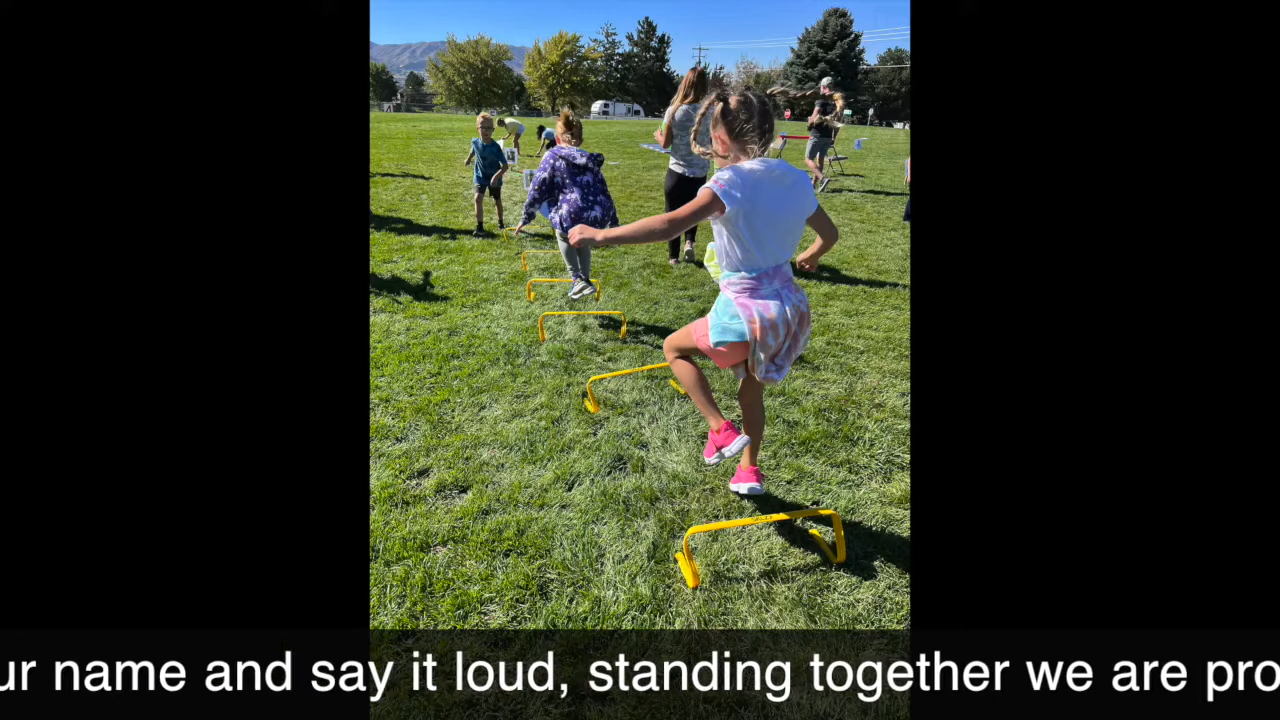 ur name and say it loud, standing together we are pro